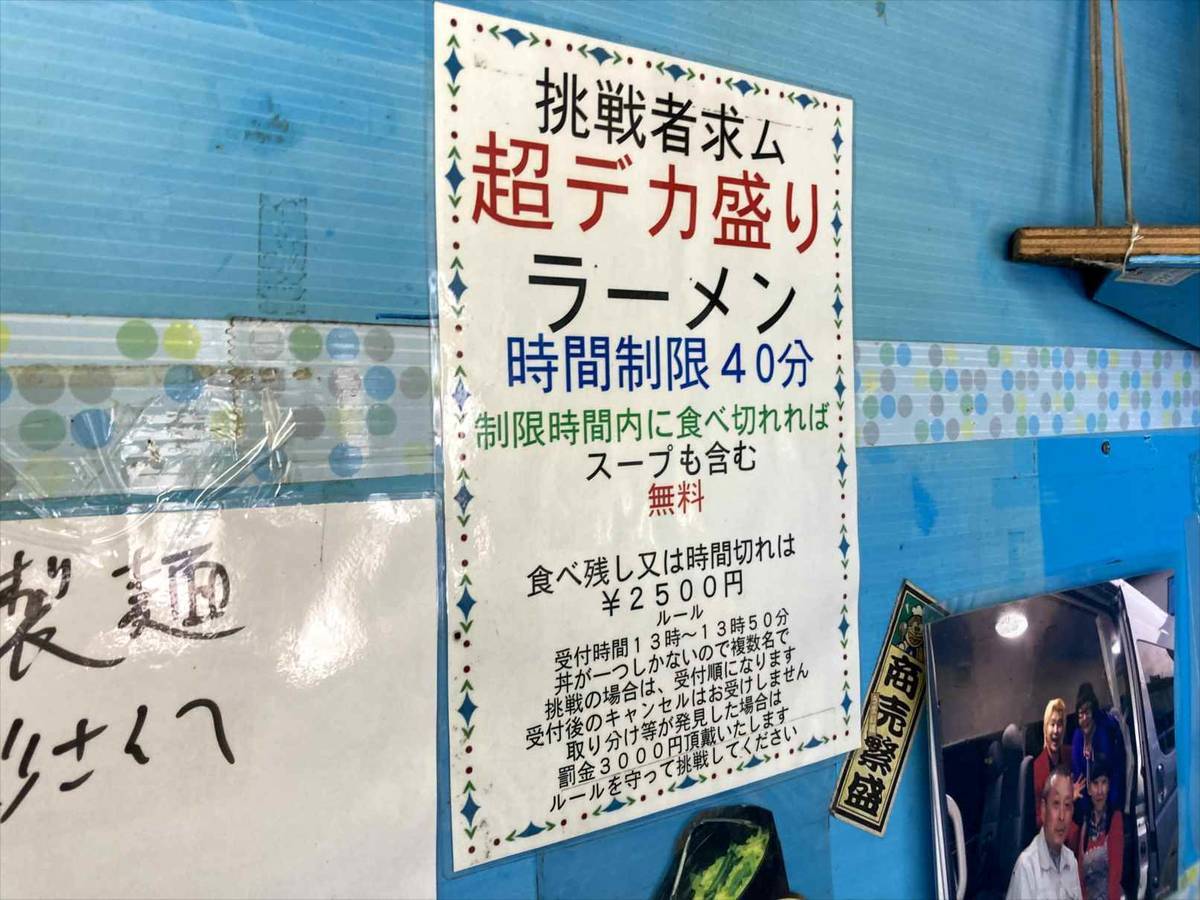 挑戦者求ム
超デカ盛り
ラーメン
時間制限40分
制限時間内に食べ切れれば
スープも含む
無料
食べ残し又は時間切れは
￥2500円
ルール
受付時間13時～13時50分
丼が一つしかないので複数名で
挑戦の場合は、受付順になります
受付後のキャンセルはお受けしません
取り分け等が発見した場合は
罰金3000円頂戴いたします
ルールを守って挑戦してください
製麺
商売繁盛